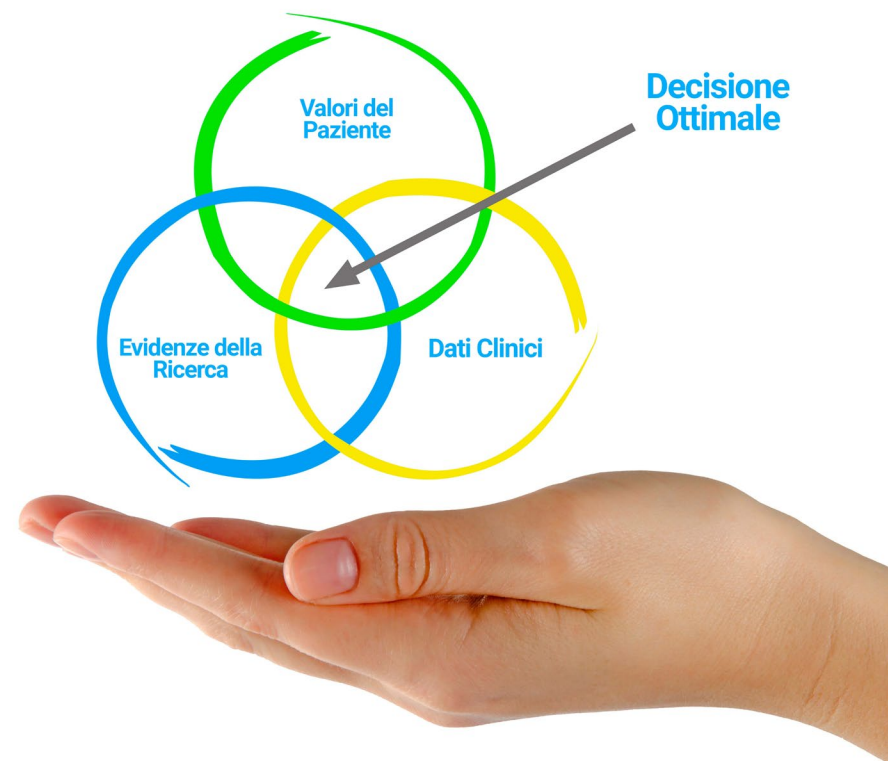 Valori del
Paziente
Decisione
Ottimale
Evidenze della
Ricerca
Dati Clinici